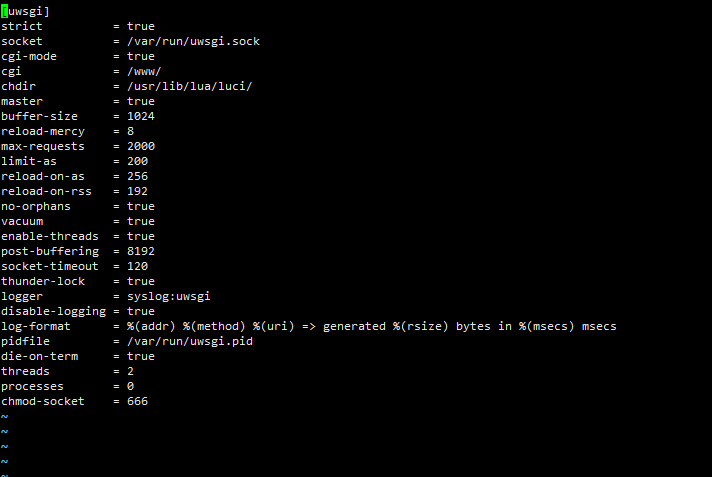 [uwsgi]
strict          = true
socket          = /var/run/uwsgi.sock
cgi-mode        = true
cgi             = /www/
chdir           = /usr/lib/lua/luci/
master          = true
buffer-size     = 1024
reload-mercy    = 8
max-requests    = 2000
limit-as        = 200
reload-on-as    = 256
reload-on-rss   = 192
no-orphans      = true
vacuum          = true
enable-threads  = true
post-buffering  = 8192
socket-timeout  = 120
thunder-lock    = true
logger          = syslog:uwsgi
disable-logging = true
log-format      = %(addr) %(method) %(uri) => generated %(rsize) bytes in %(msecs) msecs
pidfile         = /var/run/uwsgi.pid
die-on-term     = true
threads         = 2
processes       = 0
chmod-socket    = 666
~
~
~
~
~